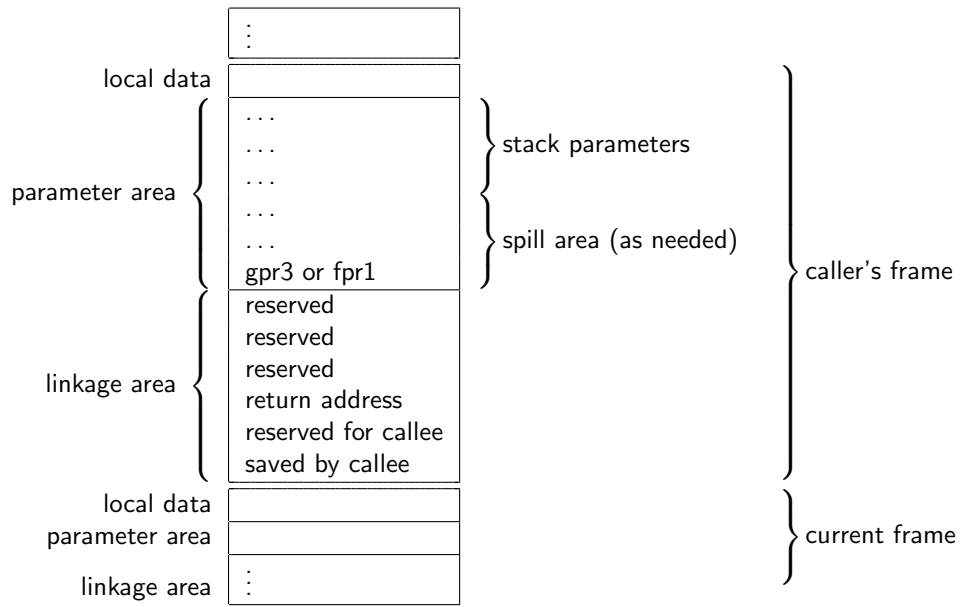 ⋮
local data
. . .
. . .
stack parameters
. . .
parameter area
. . .
. . .
spill area (as needed)
gpr3 or fpr1
caller's frame
reserved
reserved
reserved
linkage area
return address
reserved for callee
saved by callee
local data
parameter area
current frame
linkage area
⋮